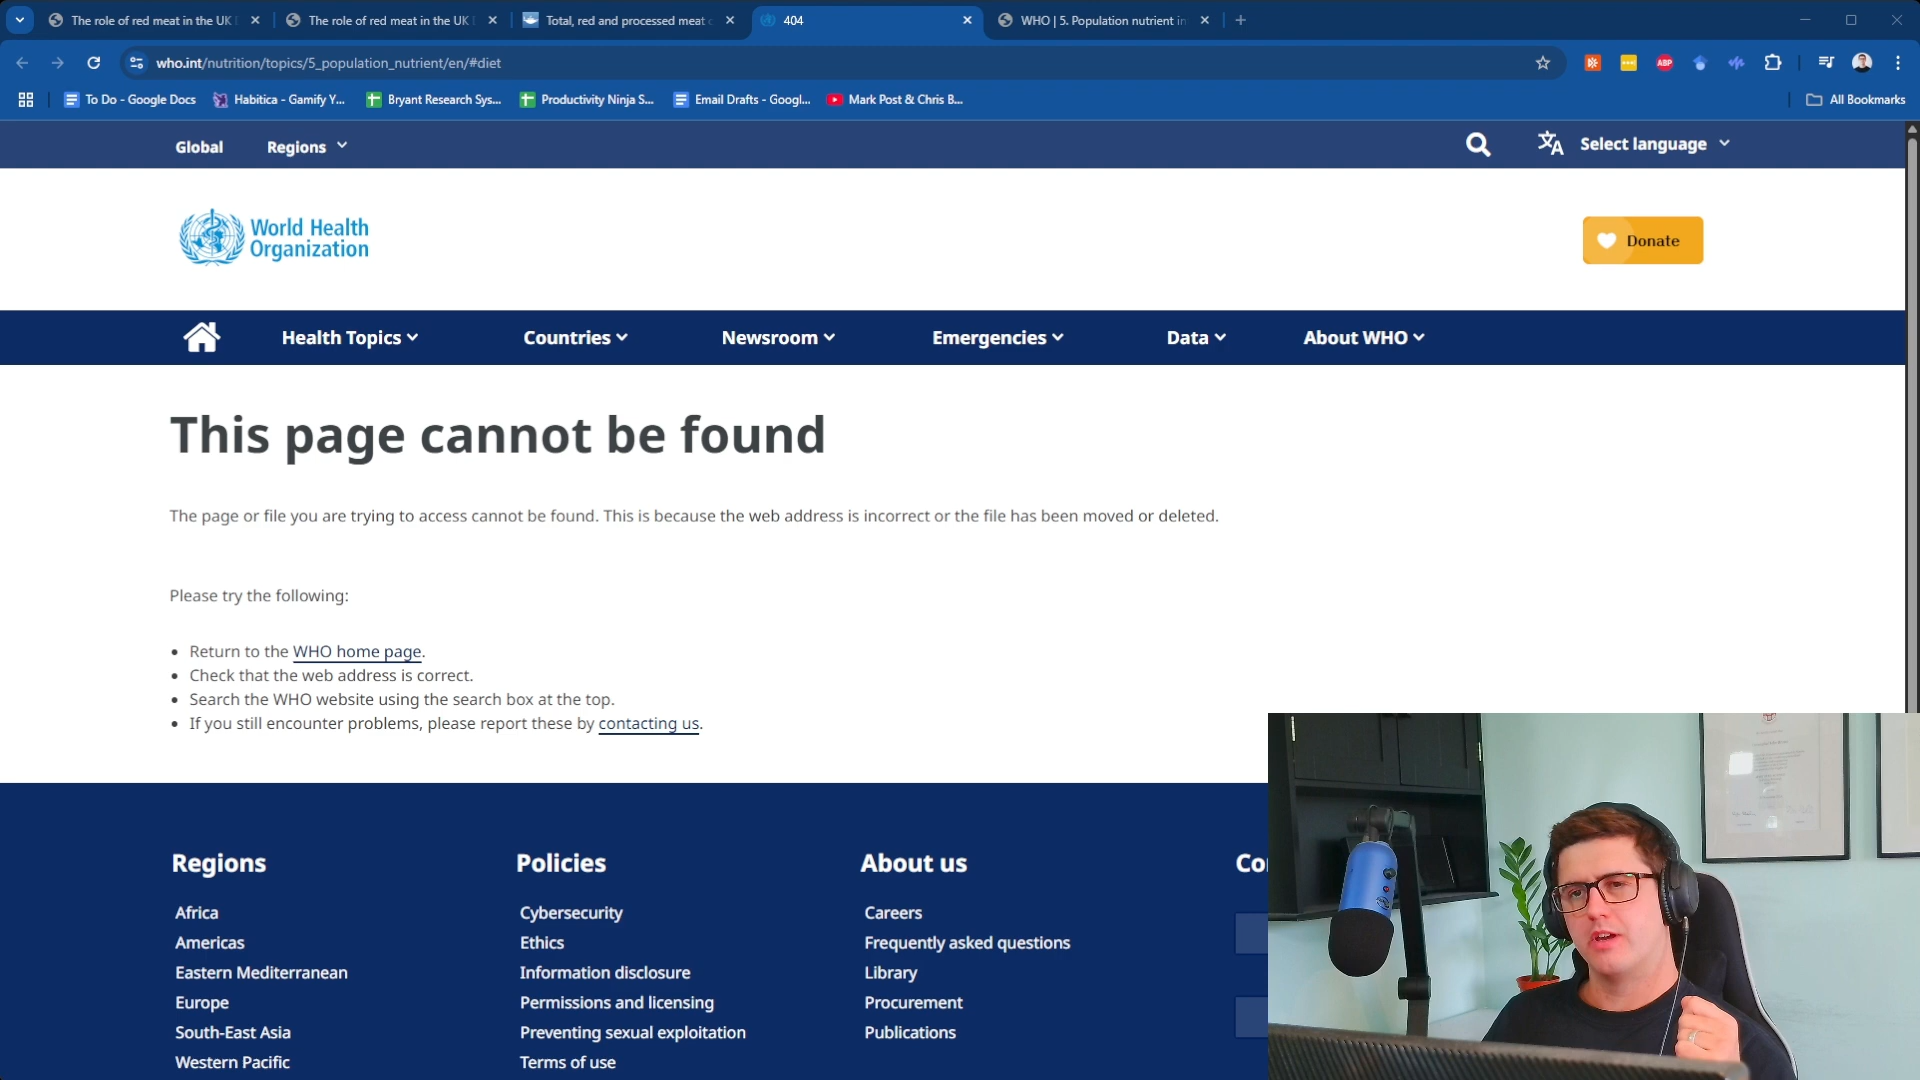 The role of red meat in the UK
The role of red meat in the UK
Total, red and processed meat
404
WHO | 5. Population nutrient in
who.int/nutrition/topics/5_population_nutrient/en/#diet
ABP
To Do - Google Docs
Habitica - Gamify Y...
Bryant Research Sys...
Productivity Ninja S...
Email Drafts - Googl...
Mark Post & Chris B...
All Bookmarks
Global
Regions
Select language
World Health
Organization
Donate
Health Topics
Countries
Newsroom
Emergencies
Data
About WHO
This page cannot be found
The page or file you are trying to access cannot be found. This is because the web address is incorrect or the file has been moved or deleted.
Please try the following:
• Return to the WHO home page.
• Check that the web address is correct.
• Search the WHO website using the search box at the top.
• If you still encounter problems, please report these by contacting us.
Regions
Policies
About us
Co
Africa
Cybersecurity
Careers
Americas
Ethics
Frequently asked questions
Eastern Mediterranean
Information disclosure
Library
Europe
Permissions and licensing
Procurement
South-East Asia
Preventing sexual exploitation
Publications
Western Pacific
Terms of use